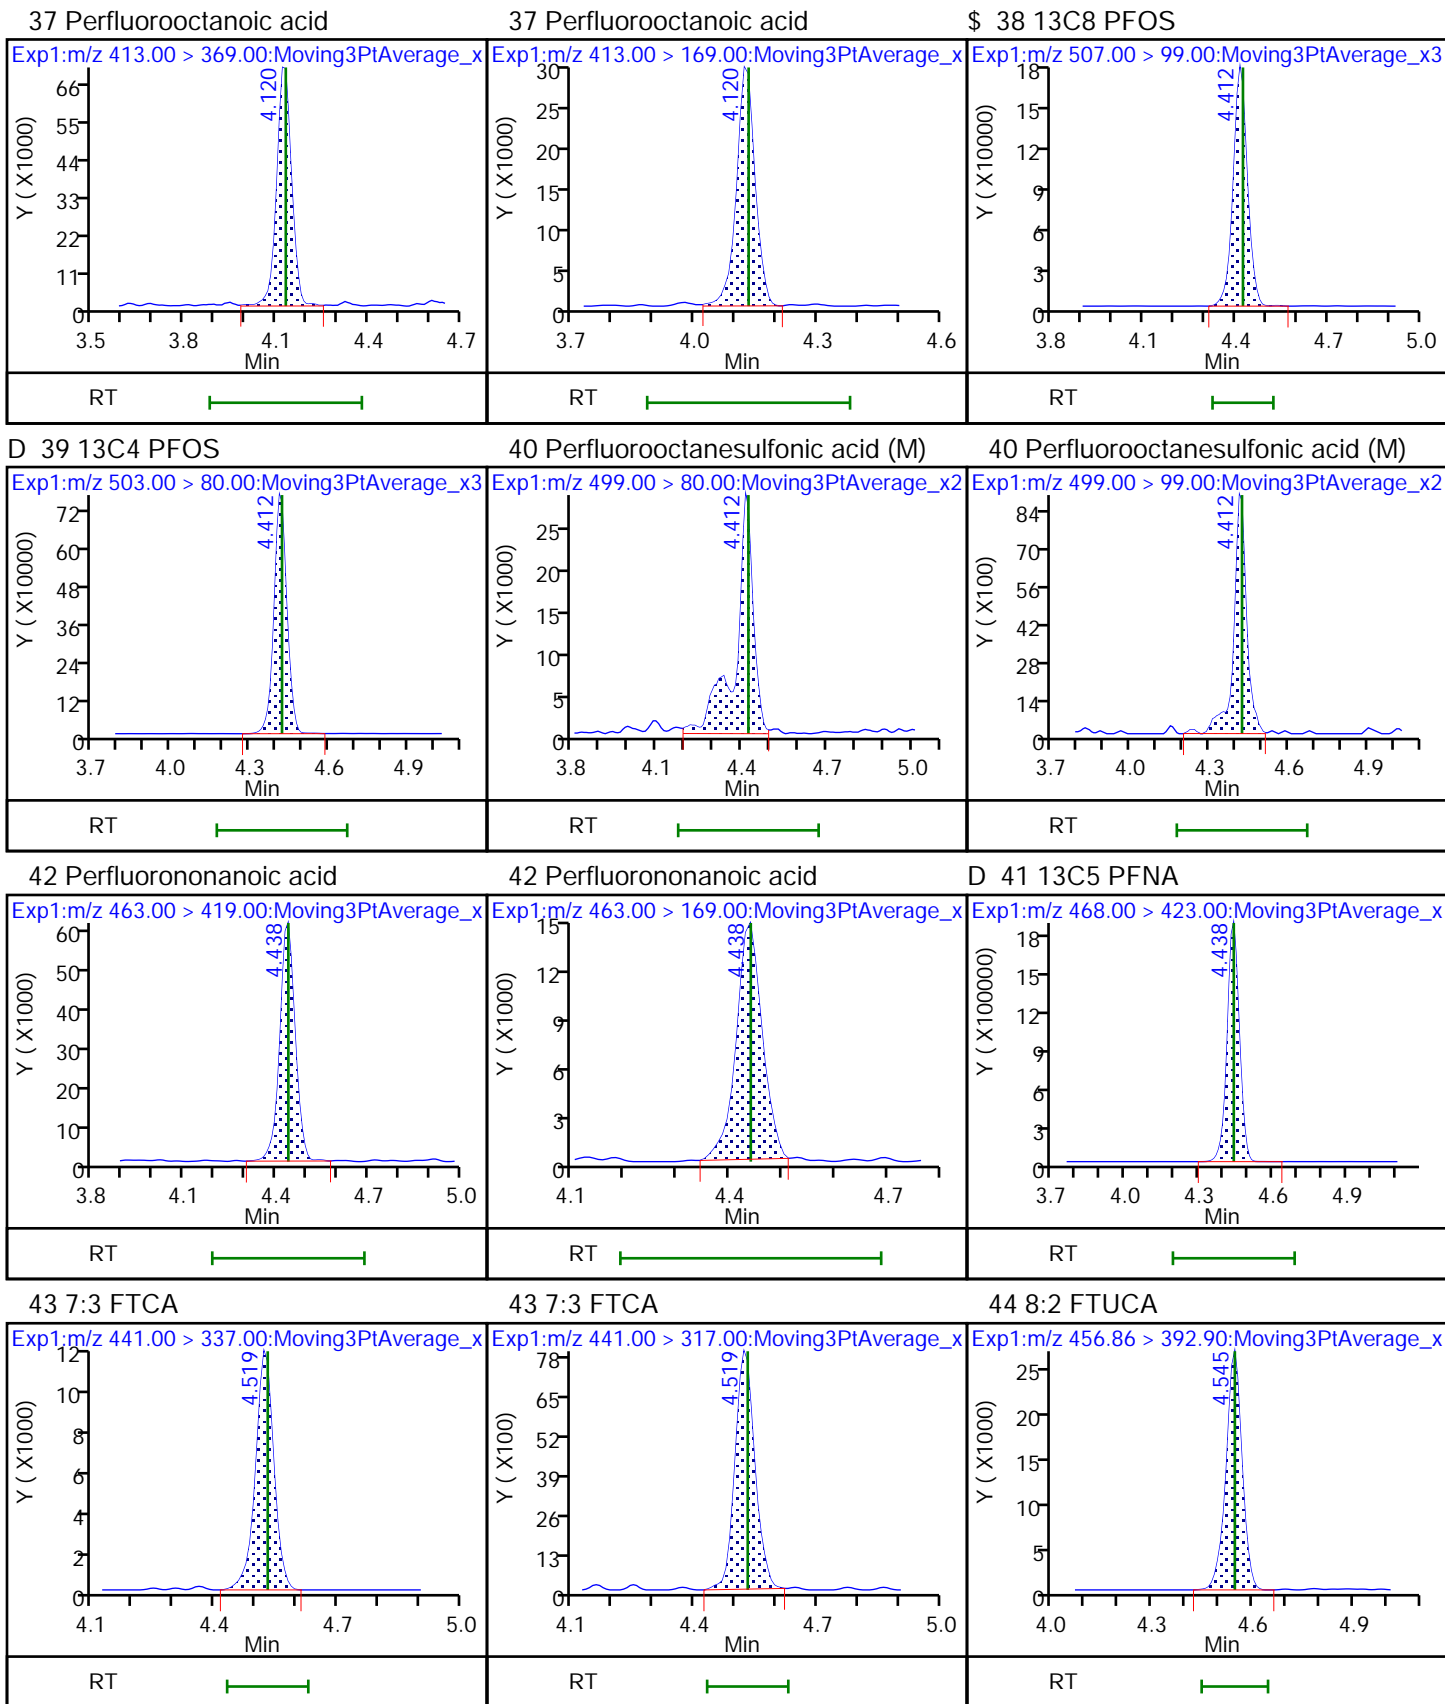 37 Perfluorooctanoic acid
Exp1:m/z 413.00 > 369.00:Moving3PtAverage_x
4.120
Y ( X1000)
66
55
44
33
22
11
0
3.5 3.8 4.1 4.4 4.7
Min
RT
37 Perfluorooctanoic acid
Exp1:m/z 413.00 > 169.00:Moving3PtAverage_x
4.120
Y ( X1000)
30
25
20
15
10
5
0
3.7 4.0 4.3 4.6
Min
RT
$ 38 13C8 PFOS
Exp1:m/z 507.00 > 99.00:Moving3PtAverage_x3
4.412
Y ( X10000)
18
15
12
9
6
3
0
3.8 4.1 4.4 4.7 5.0
Min
RT
D 39 13C4 PFOS
Exp1:m/z 503.00 > 80.00:Moving3PtAverage_x3
4.412
Y ( X10000)
72
60
48
36
24
12
0
3.7 4.0 4.3 4.6 4.9
Min
RT
40 Perfluorooctanesulfonic acid (M)
Exp1:m/z 499.00 > 80.00:Moving3PtAverage_x2
4.412
Y ( X1000)
25
20
15
10
5
0
3.8 4.1 4.4 4.7 5.0
Min
RT
40 Perfluorooctanesulfonic acid (M)
Exp1:m/z 499.00 > 99.00:Moving3PtAverage_x2
4.412
Y ( X100)
84
70
56
42
28
14
0
3.7 4.0 4.3 4.6 4.9
Min
RT
42 Perfluorononanoic acid
Exp1:m/z 463.00 > 419.00:Moving3PtAverage_x
4.438
Y ( X1000)
60
50
40
30
20
10
0
3.8 4.1 4.4 4.7 5.0
Min
RT
42 Perfluorononanoic acid
Exp1:m/z 463.00 > 169.00:Moving3PtAverage_x
4.438
Y ( X1000)
15
12
9
6
3
0
4.1 4.4 4.7
Min
RT
D 41 13C5 PFNA
Exp1:m/z 468.00 > 423.00:Moving3PtAverage_x
4.438
Y ( X100000)
18
15
12
9
6
3
0
3.7 4.0 4.3 4.6 4.9
Min
RT
43 7:3 FTCA
Exp1:m/z 441.00 > 337.00:Moving3PtAverage_x
4.519
Y ( X1000)
12
10
8
6
4
2
0
4.1 4.4 4.7 5.0
Min
RT
43 7:3 FTCA
Exp1:m/z 441.00 > 317.00:Moving3PtAverage_x
4.519
Y ( X100)
78
65
52
39
26
13
0
4.1 4.4 4.7 5.0
Min
RT
44 8:2 FTUCA
Exp1:m/z 456.86 > 392.90:Moving3PtAverage_x
4.545
Y ( X1000)
25
20
15
10
5
0
4.0 4.3 4.6 4.9
Min
RT